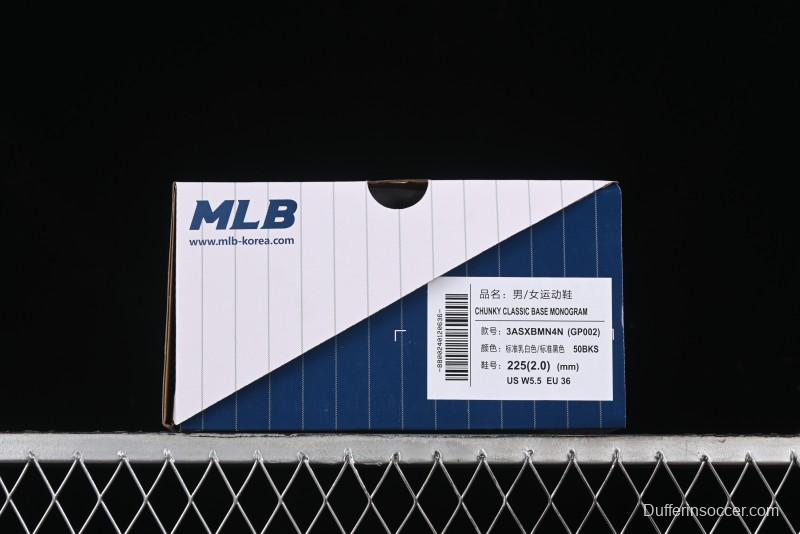 MLB
www.mlb-korea.com
品名：男/女运动鞋
CHUNKY CLASSIC BASE MONOGRAM
款号：3ASXBMN4N (GP002)
颜色：标准乳白色/标准黑色 50BKS
鞋号：225(2.0) (mm)
US W5.5 EU 36
-8800240120636-
Dufferinsoccer.com